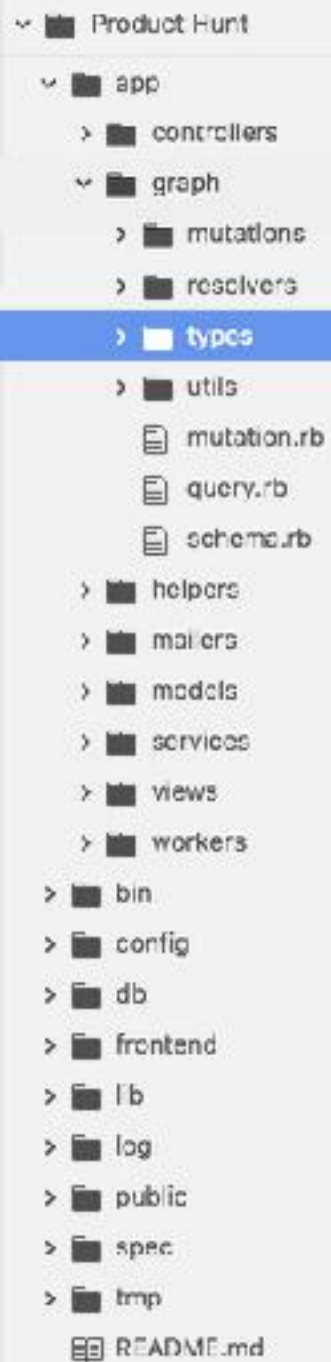 Product Hunt
app
controllers
graph
mutations
resolvers
types
utils
mutation.rb
query.rb
schema.rb
helpers
mailers
models
services
views
workers
bin
config
db
frontend
lib
log
public
spec
tmp
README.md